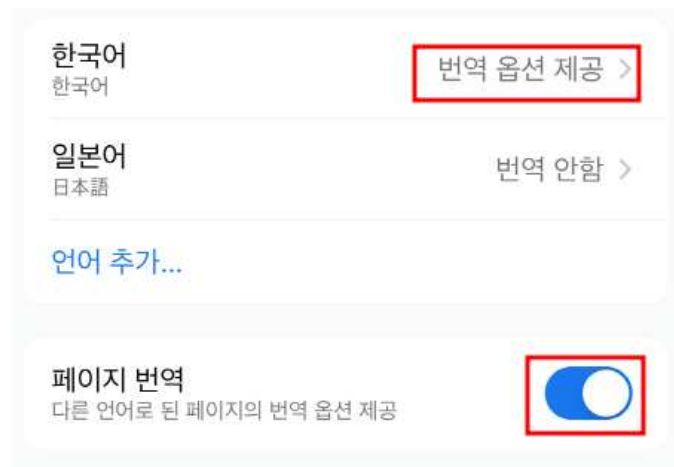 한국어
번역 옵션 제공
한국어
일본어
번역 안함
日本語
언어 추가...
페이지 번역
다른 언어로 된 페이지의 번역 옵션 제공